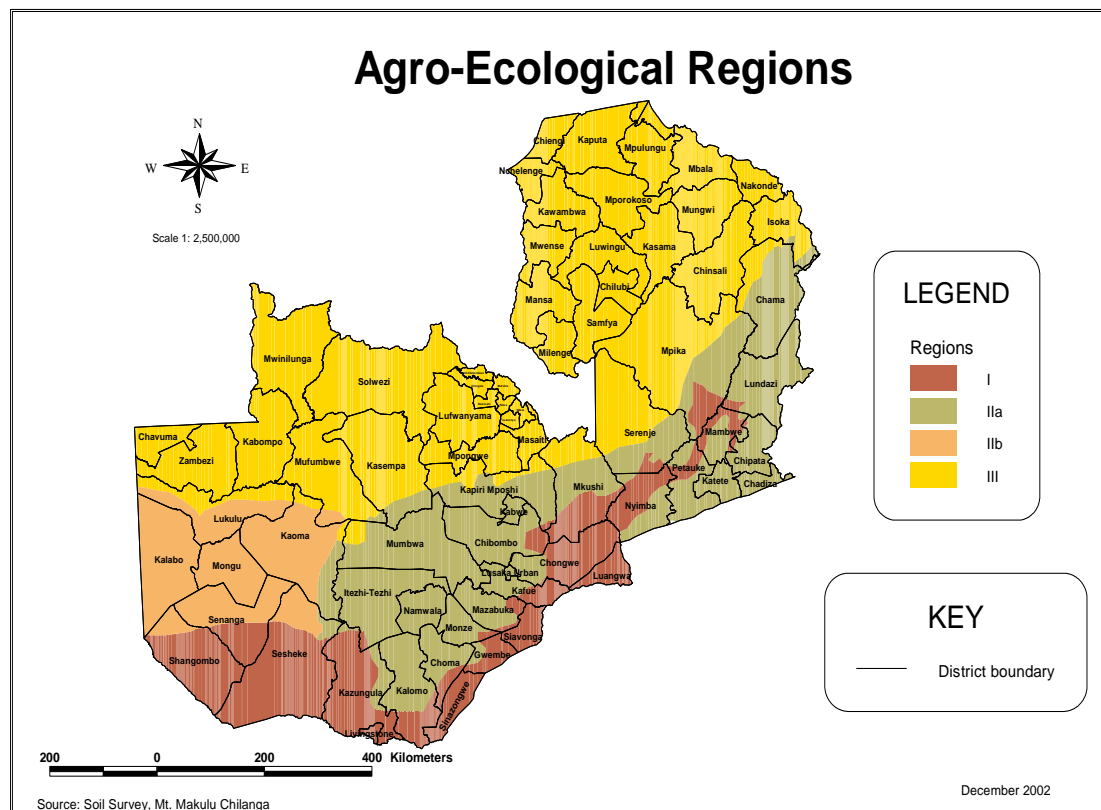 Agro-Ecological Regions
N
W E
S
Scale 1: 2,500,000
Chiengi
Kaputa
Mpulungu
Mbala
Nchelenge
Nakonde
Kawambwa
Mporokoso
Mungwi
Isoka
Mwense
Luwingu
Kasama
Chinsali
Mansa
Chilubi
Chama
Samfya
Milenge
Mpika
Mwinilunga
Solwezi
Lundazi
Lufwanyama
Chavuma
Zambezi
Kabompo
Mufumbwe
Kasempa
Masaiti
Mpongwe
Serenje
Mambwe
Chipata
Petauke
Katete
Chadiza
Kapiri Mposhi
Mkushi
Nyimba
Kabwe
Lukulu
Kaoma
Mumbwa
Chibombo
Kalabo
Mongu
Chongwe
Luangwa
Lusaka Urban
Itezhi-Tezhi
Kafue
Namwala
Mazabuka
Senanga
Monze
Siavonga
Shangombo
Sesheke
Choma
Gwembe
Kazungula
Kalomo
Sinazongwe
Livingstone
LEGEND
Regions
I
IIa
IIb
III
KEY
District boundary
200 0 200 400 Kilometers
Source: Soil Survey, Mt. Makulu Chilanga
December 2002